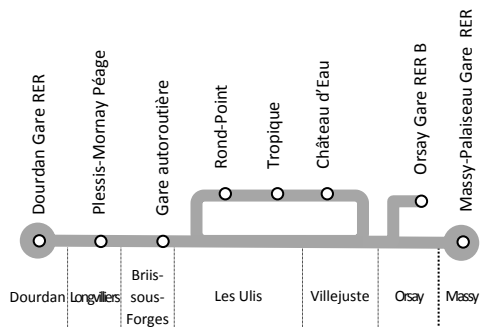 Dourdan Gare RER
Plessis-Mornay Péage
Gare autoroutière
Rond-Point
Tropique
Château d'Eau
Orsay Gare RER B
Massy-Palaiseau Gare RER
Dourdan
Longvilliers
Briis-
sous-
Forges
Les Ulis
Villejuste
Orsay
Massy